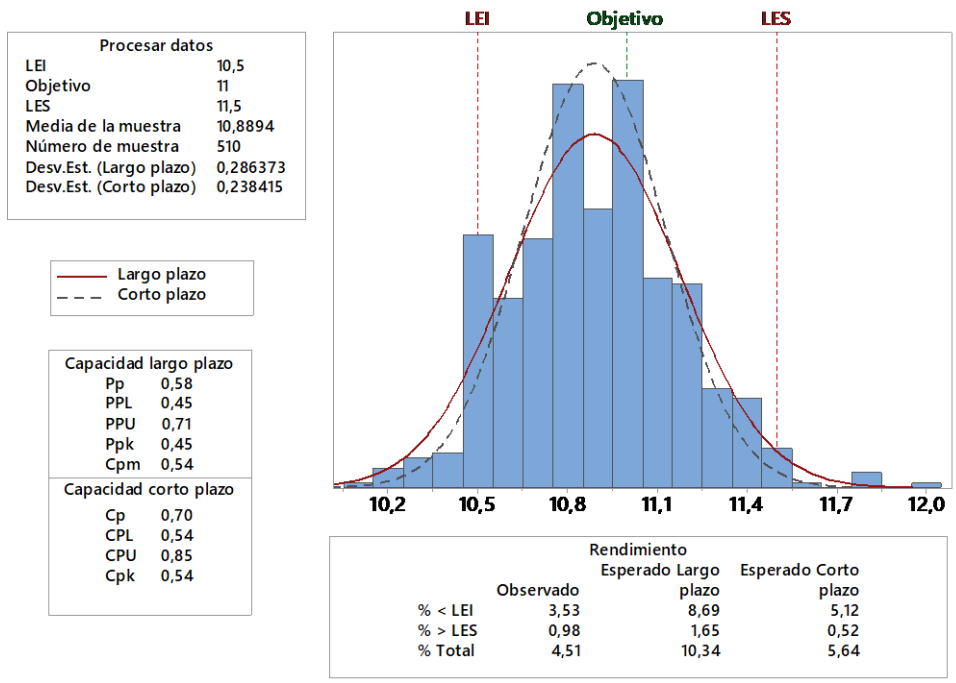 LEI Objetivo LES
Procesar datos
LEI 10,5
Objetivo 11
LES 11,5
Media de la muestra 10,8894
Número de muestra 510
Desv.Est. (Largo plazo) 0,286373
Desv.Est. (Corto plazo) 0,238415
Largo plazo
Corto plazo
Capacidad largo plazo
Pp 0,58
PPL 0,45
PPU 0,71
Ppk 0,45
Cpm 0,54
Capacidad corto plazo
Cp 0,70
CPL 0,54
CPU 0,85
Cpk 0,54
10,2 10,5 10,8 11,1 11,4 11,7 12,0
Rendimiento
Esperado Largo Esperado Corto
Observado plazo plazo
% < LEI 3,53 8,69 5,12
% > LES 0,98 1,65 0,52
% Total 4,51 10,34 5,64